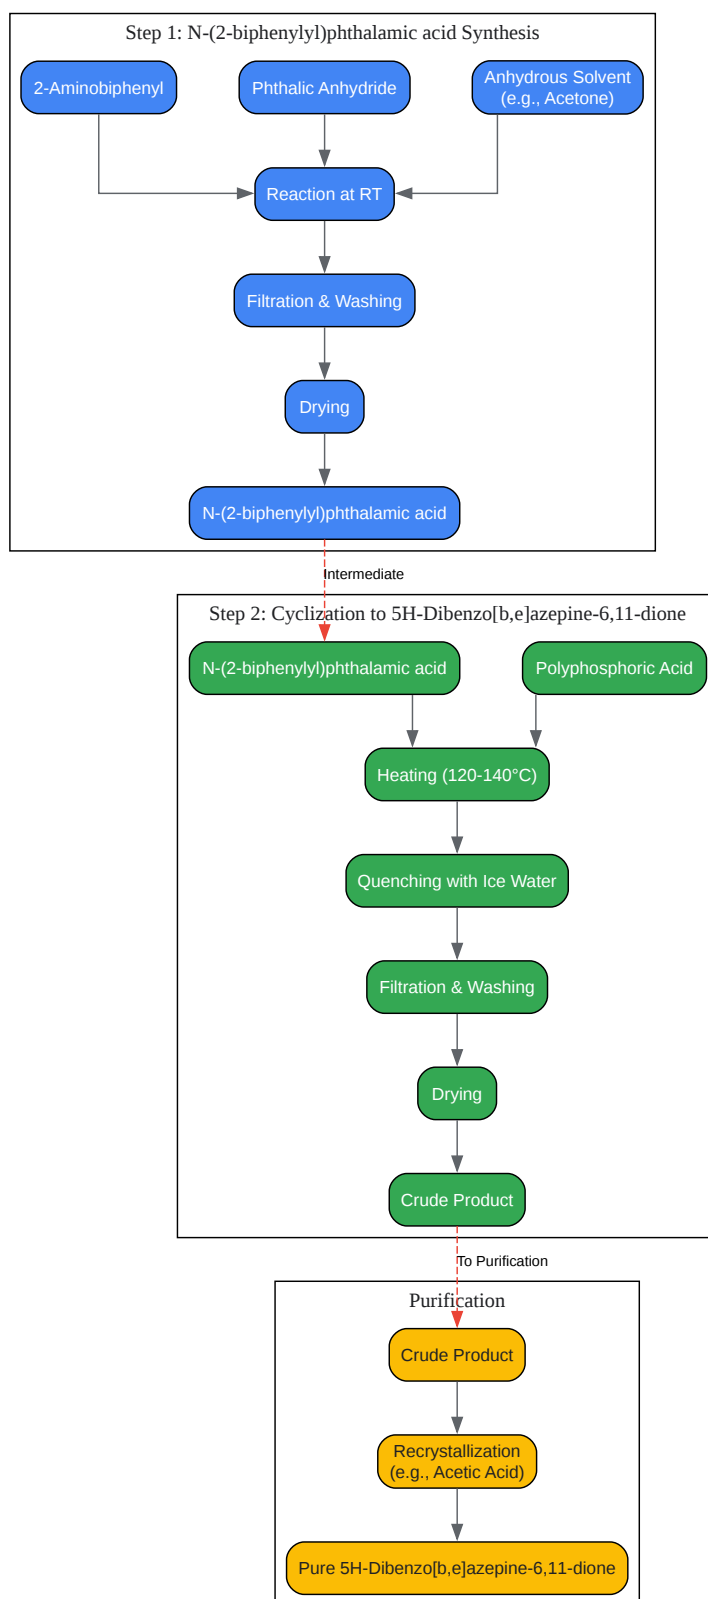 Step 1: N-(2-biphenylyl)phthalamic acid Synthesis
2-Aminobiphenyl
Phthalic Anhydride
Anhydrous Solvent
(e.g., Acetone)
Reaction at RT
Filtration & Washing
Drying
N-(2-biphenylyl)phthalamic acid
Intermediate
Step 2: Cyclization to 5H-Dibenzo[b,e]azepine-6,11-dione
N-(2-biphenylyl)phthalamic acid
Polyphosphoric Acid
Heating (120-140°C)
Quenching with Ice Water
Filtration & Washing
Drying
Crude Product
To Purification
Purification
Crude Product
Recrystallization
(e.g., Acetic Acid)
Pure 5H-Dibenzo[b,e]azepine-6,11-dione